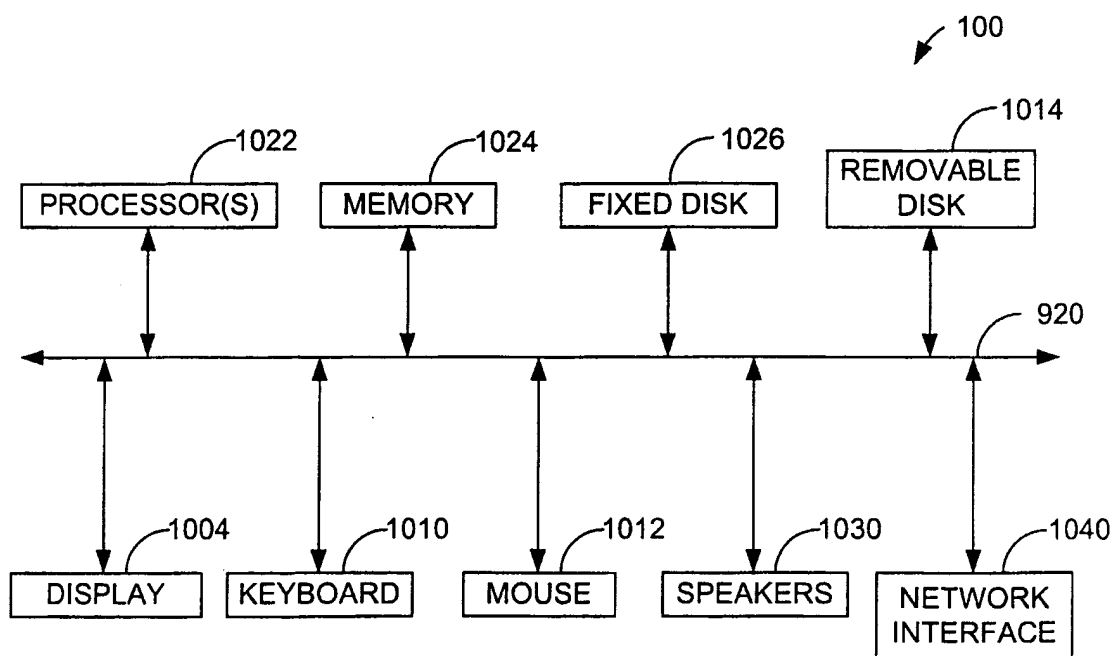 100
1022
1024
1026
1014
PROCESSOR(S)
MEMORY
FIXED DISK
REMOVABLE
DISK
920
1004
1010
1012
1030
1040
DISPLAY
KEYBOARD
MOUSE
SPEAKERS
NETWORK
INTERFACE